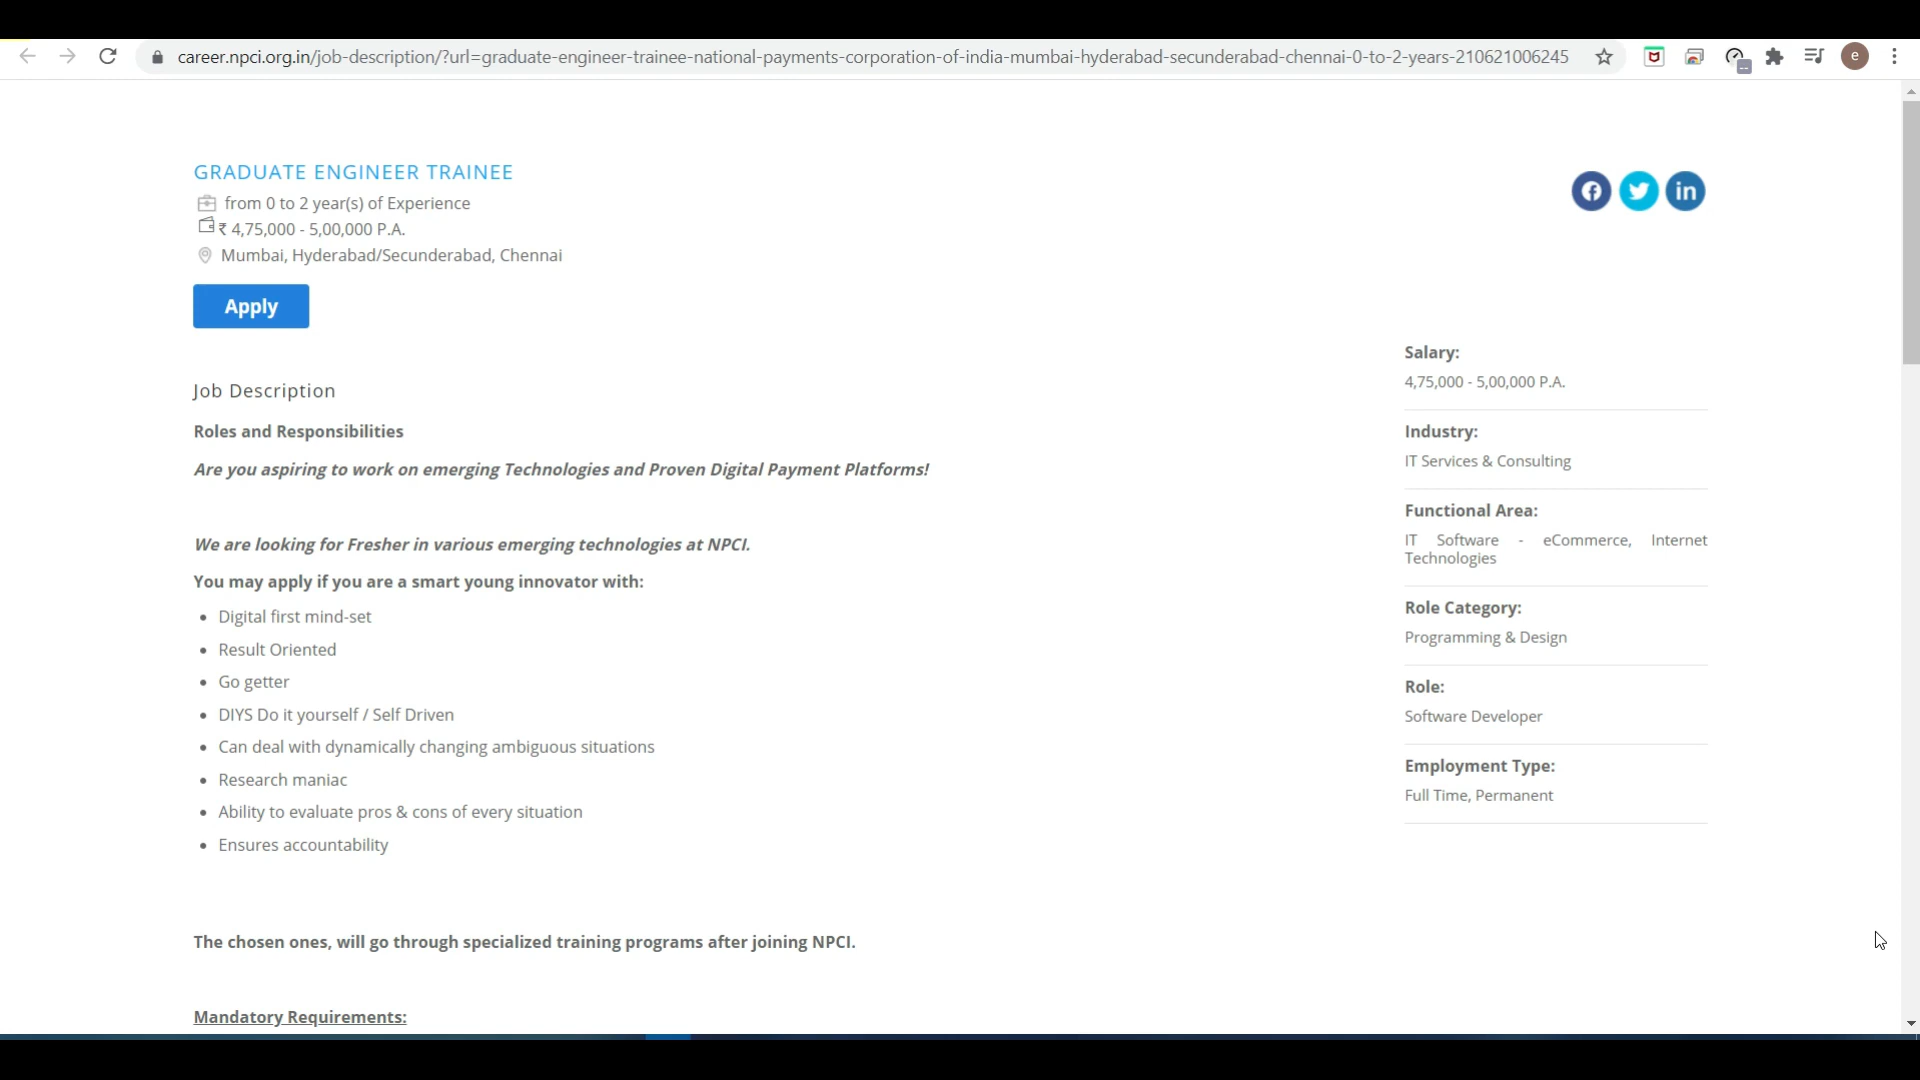 career.npci.org.in/job-description/?url=graduate-engineer-trainee-national-payments-corporation-of-india-mumbai-hyderabad-secunderabad-chennai-0-to-2-years-210621006245
e
GRADUATE ENGINEER TRAINEE
from 0 to 2 year(s) of Experience
₹ 4,75,000 - 5,00,000 P.A.
Mumbai, Hyderabad/Secunderabad, Chennai
in
Apply
Job Description
Roles and Responsibilities
Are you aspiring to work on emerging Technologies and Proven Digital Payment Platforms!
We are looking for Fresher in various emerging technologies at NPCI.
You may apply if you are a smart young innovator with:
• Digital first mind-set
• Result Oriented
• Go getter
• DIYS Do it yourself / Self Driven
• Can deal with dynamically changing ambiguous situations
• Research maniac
• Ability to evaluate pros & cons of every situation
• Ensures accountability
The chosen ones, will go through specialized training programs after joining NPCI.
Mandatory Requirements:
Salary:
4,75,000 - 5,00,000 P.A.
Industry:
IT Services & Consulting
Functional Area:
IT Software - eCommerce, Internet
Technologies
Role Category:
Programming & Design
Role:
Software Developer
Employment Type:
Full Time, Permanent